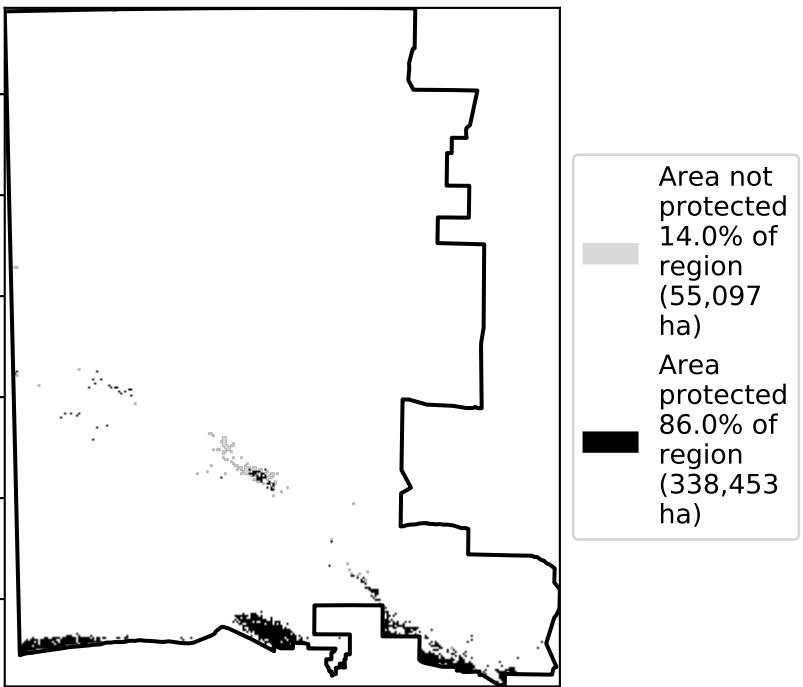 Area not
protected
14.0% of
region
(55,097
ha)
Area
protected
86.0% of
region
(338,453
ha)